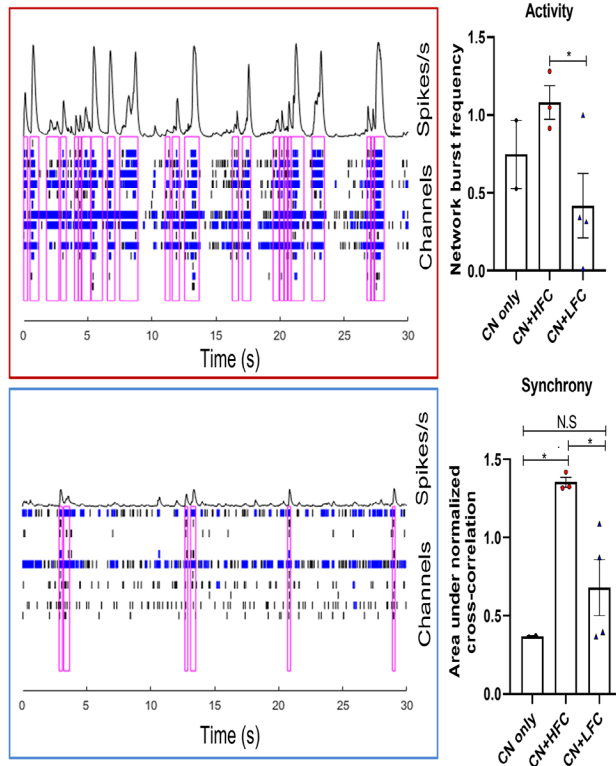 Spikes/s
Channels
0 5 10 15 20 25 30
Time (s)
Activity
Network burst frequency
1.5
1.0
0.5
0.0
*
CN only
CN+HFC
CN+LFC
Spikes/s
Channels
0 5 10 15 20 25 30
Time (s)
Synchrony
Area under normalized
cross-correlation
1.5
1.0
0.5
0.0
N.S
*
*
CN only
CN+HFC
CN+LFC